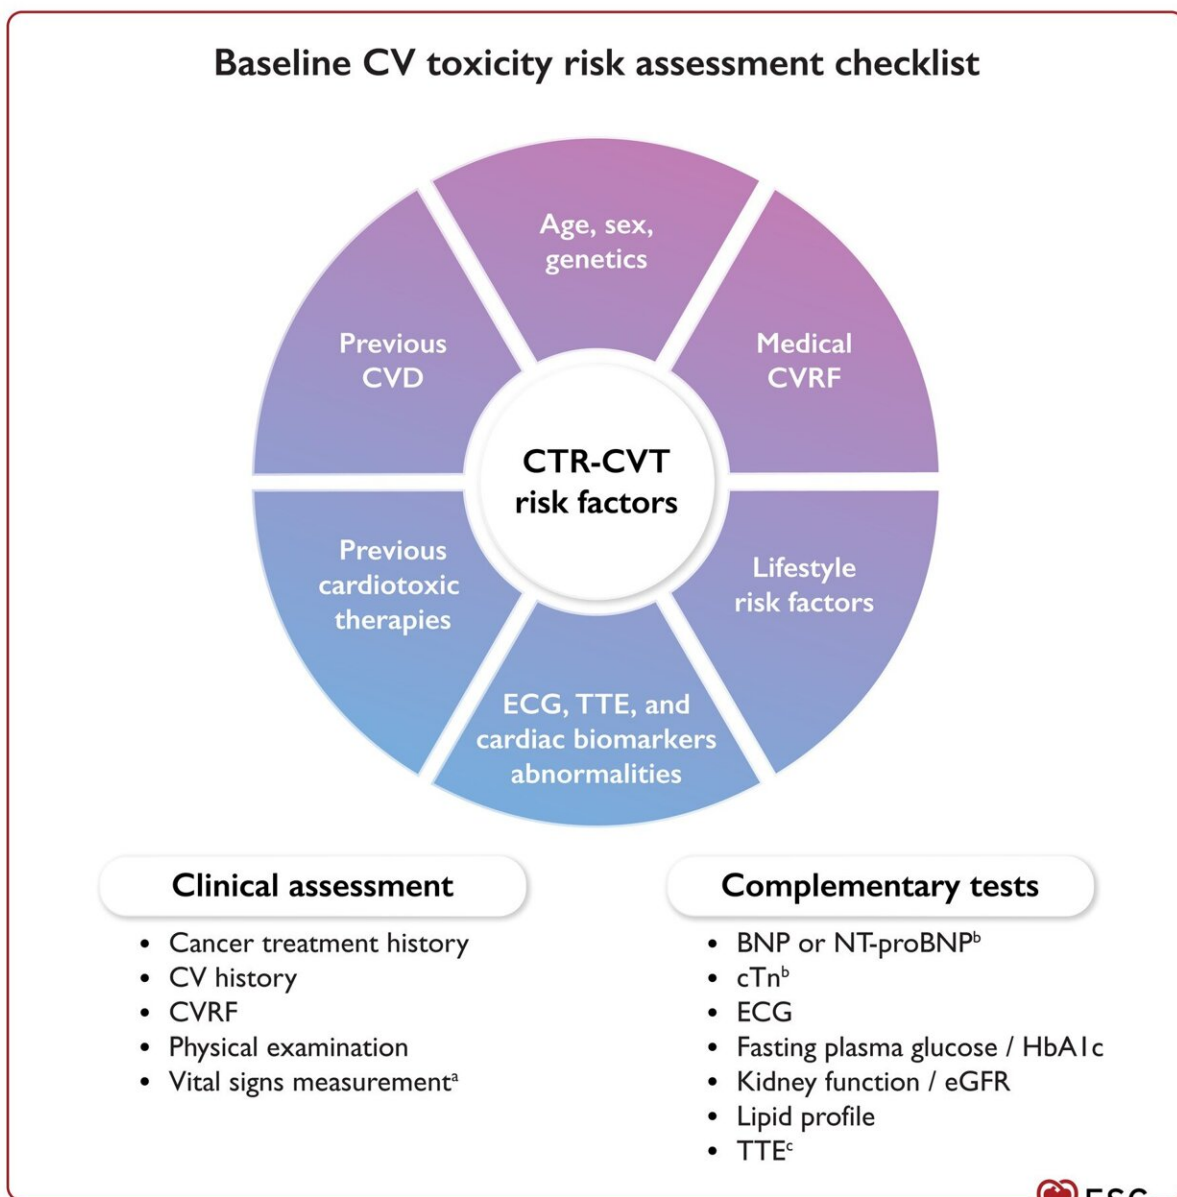 Baseline CV toxicity risk assessment checklist
Age, sex,
genetics
Previous
CVD
Medical
CVRF
CTR-CVT
risk factors
Previous
cardiotoxic
therapies
Lifestyle
risk factors
ECG, TTE, and
cardiac biomarkers
abnormalities
Clinical assessment
• Cancer treatment history
• CV history
• CVRF
• Physical examination
• Vital signs measurementᵃ
Complementary tests
• BNP or NT-proBNPᵇ
• cTnᵇ
• ECG
• Fasting plasma glucose / HbA1c
• Kidney function / eGFR
• Lipid profile
• TTEᶜ
ESC